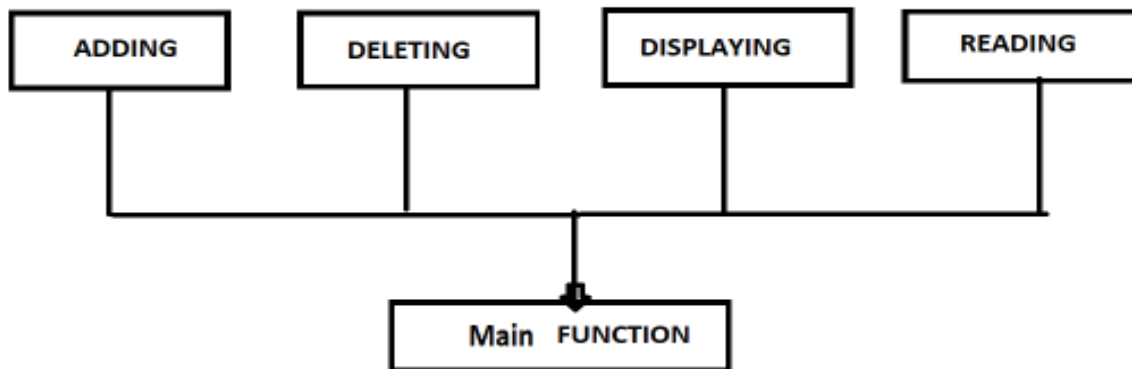 ADDING
DELETING
DISPLAYING
READING
Main FUNCTION